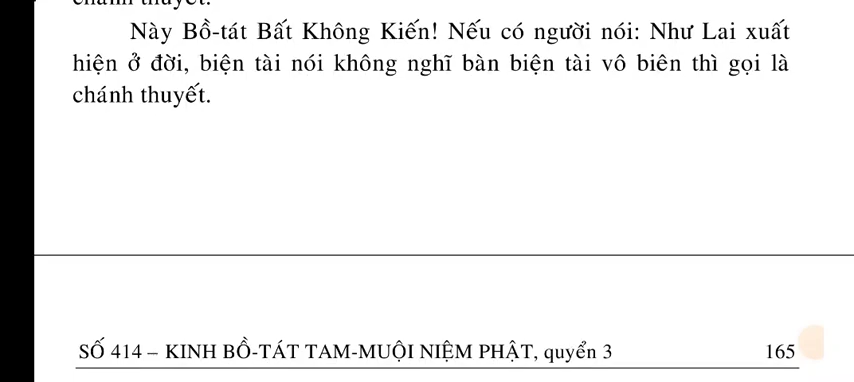 chánh thuyết.
Này Bồ-tát Bất Không Kiến! Nếu có người nói: Như Lai xuất
hiện ở đời, biện tài nói không nghĩ bàn biện tài vô biên thì gọi là
chánh thuyết.
SỐ 414 – KINH BỒ-TÁT TAM-MUỘI NIỆM PHẬT, quyển 3 165